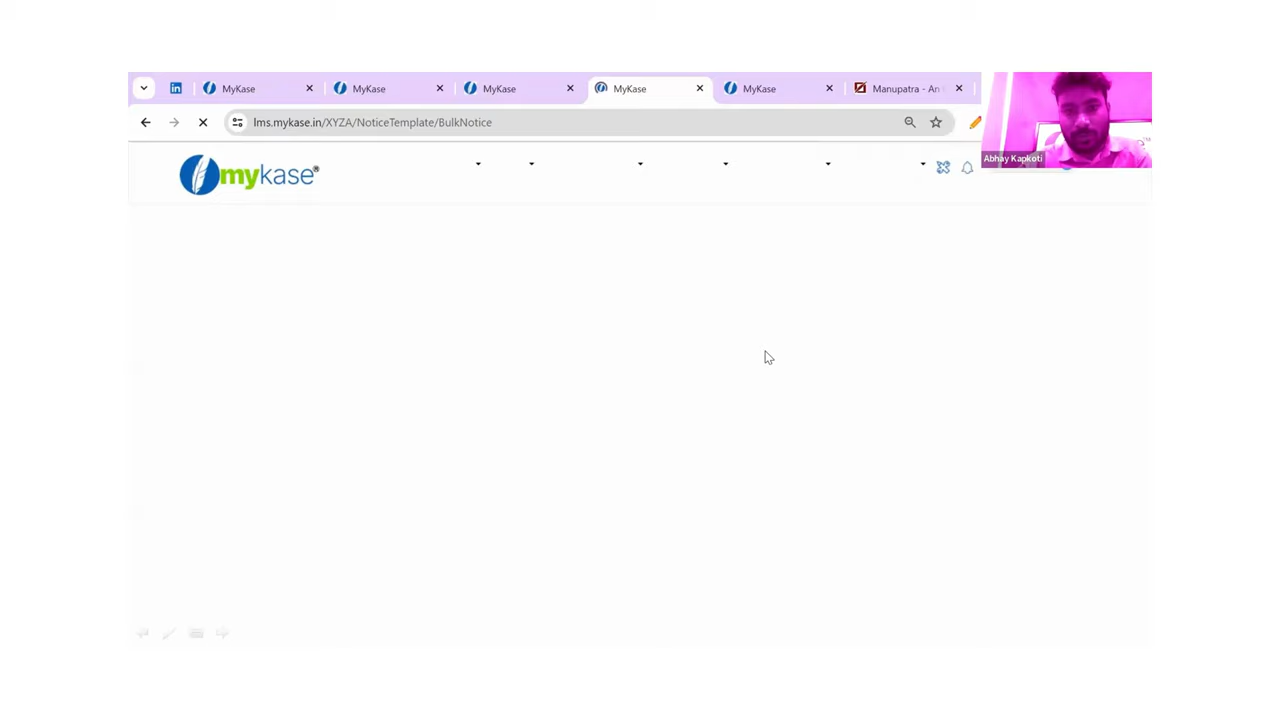 MyKase
MyKase
MyKase
MyKase
MyKase
Manupatra - An
lms.mykase.in/XYZA/NoticeTemplate/BulkNotice
mykase®
Abhay Kapkoti